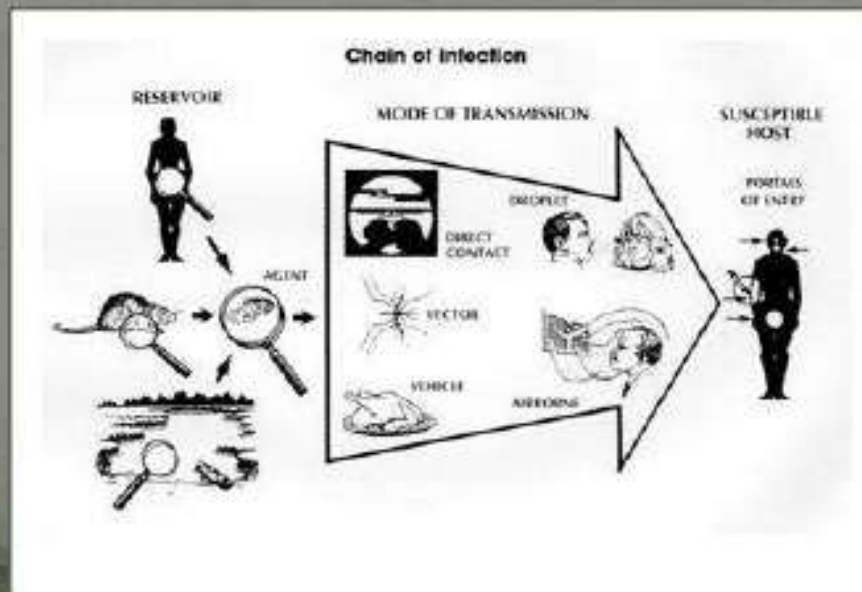 Chain of Infection
RESERVOIR
MODE OF TRANSMISSION
SUSCEPTIBLE
HOST
PORTALS
OF ENTRY
DROPLET
DIRECT
CONTACT
AGENT
VECTOR
VEHICLE
AIRBORNE